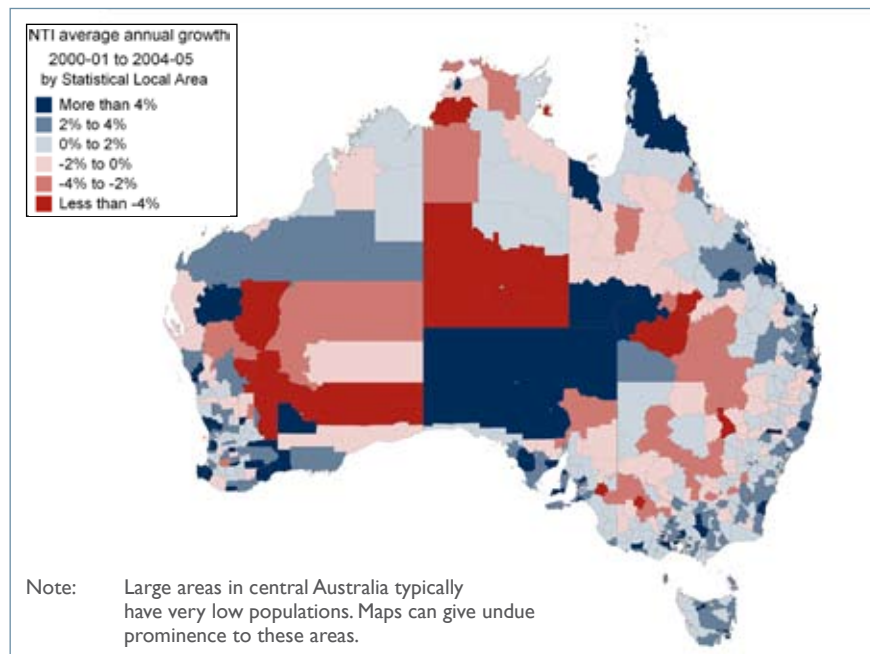 NTI average annual growth
2000-01 to 2004-05
by Statistical Local Area
More than 4%
2% to 4%
0% to 2%
-2% to 0%
-4% to -2%
Less than -4%
Note: Large areas in central Australia typically
have very low populations. Maps can give undue
prominence to these areas.